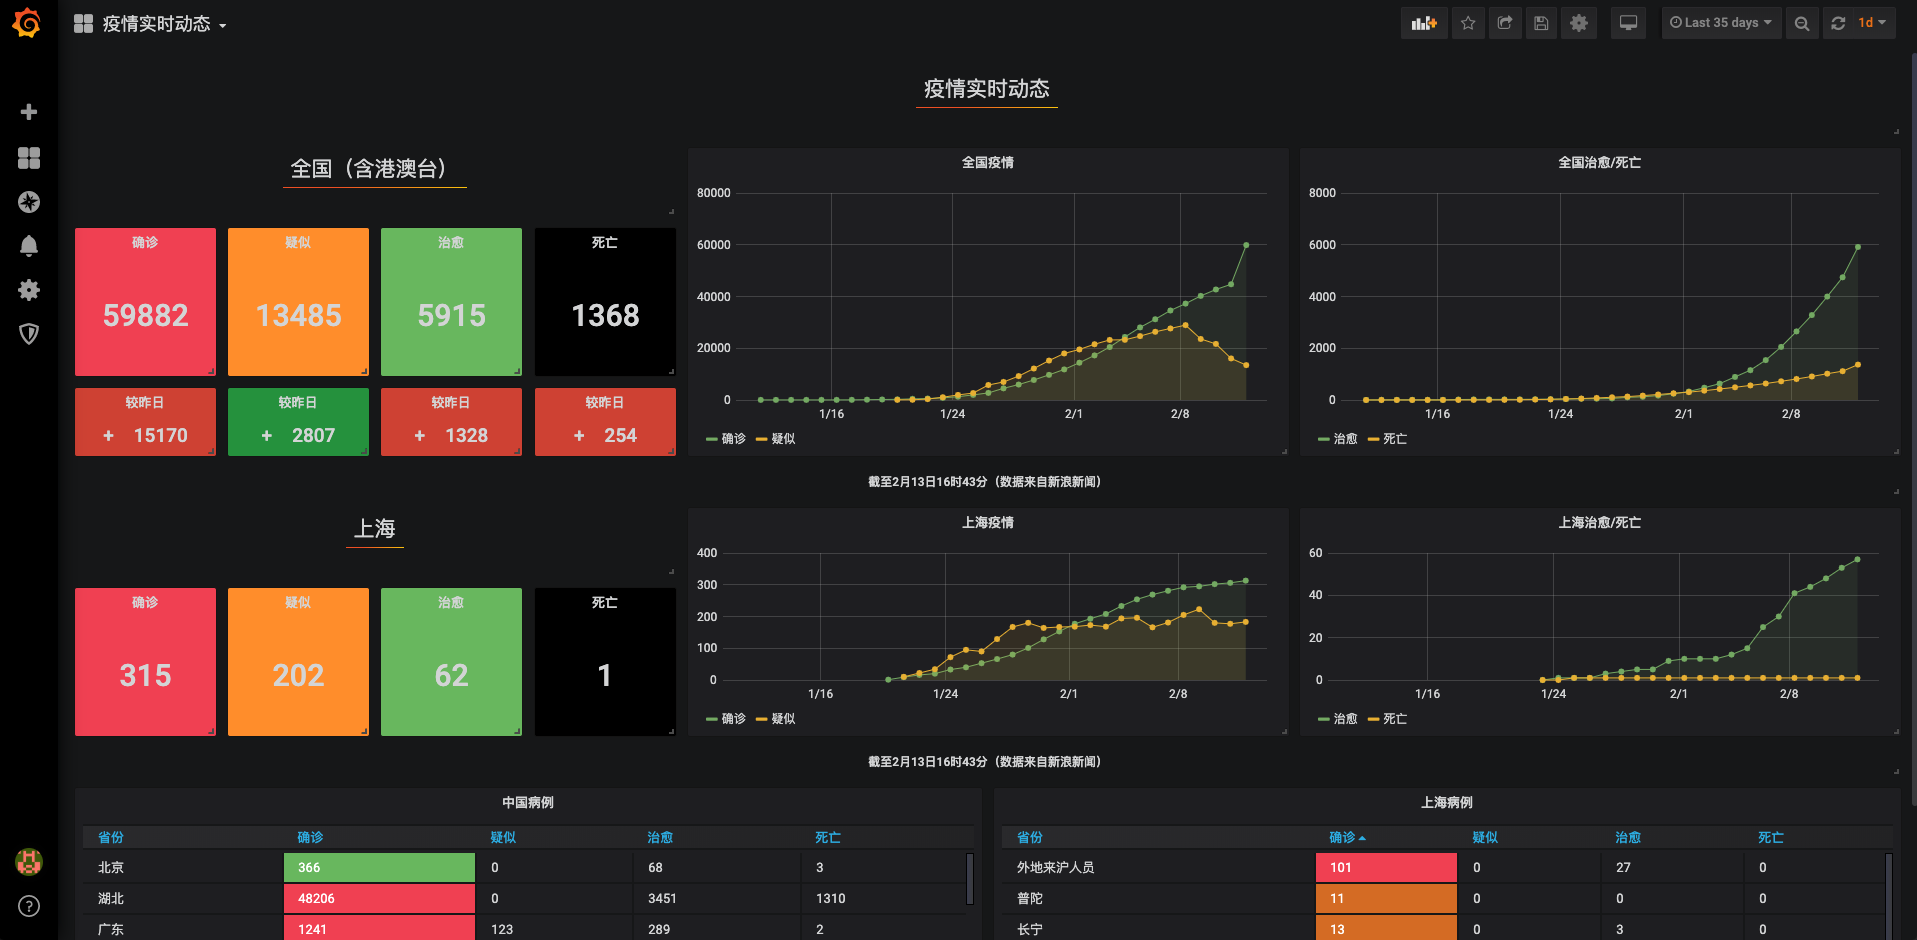 疫情实时动态
Last 35 days
1d
疫情实时动态
全国（含港澳台）
确诊
59882
疑似
13485
治愈
5915
死亡
1368
较昨日
+ 15170
较昨日
+ 2807
较昨日
+ 1328
较昨日
+ 254
全国疫情
80000
60000
40000
20000
0
1/16 1/24 2/1 2/8
确诊 疑似
全国治愈/死亡
8000
6000
4000
2000
0
1/16 1/24 2/1 2/8
治愈 死亡
截至2月13日16时43分（数据来自新浪新闻）
上海
确诊
315
疑似
202
治愈
62
死亡
1
上海疫情
400
300
200
100
0
1/16 1/24 2/1 2/8
确诊 疑似
上海治愈/死亡
60
40
20
0
1/16 1/24 2/1 2/8
治愈 死亡
截至2月13日16时43分（数据来自新浪新闻）
中国病例
省份 确诊 疑似 治愈 死亡
北京 366 0 68 3
湖北 48206 0 3451 1310
广东 1241 123 289 2
上海病例
省份 确诊 疑似 治愈 死亡
外地来沪人员 101 0 27 0
普陀 11 0 0 0
长宁 13 0 3 0
?